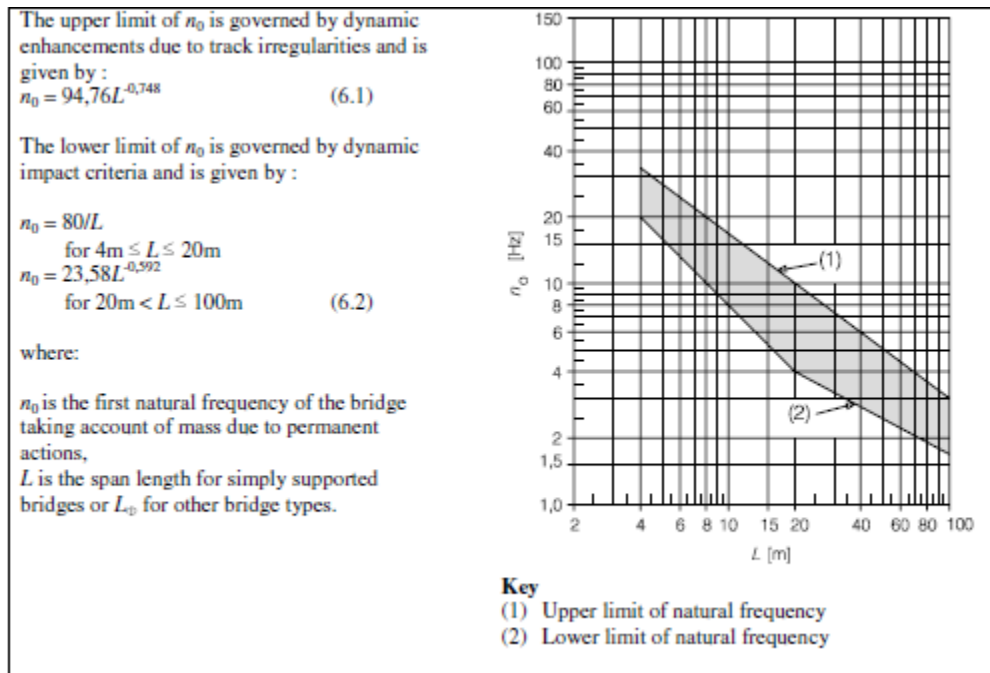 The upper limit of n₀ is governed by dynamic
enhancements due to track irregularities and is
given by :
n₀ = 94,76L⁻⁰,⁷⁴⁸ (6.1)
The lower limit of n₀ is governed by dynamic
impact criteria and is given by :
n₀ = 80/L
for 4m ≤ L ≤ 20m
n₀ = 23,58L⁻⁰,⁵⁹²
for 20m < L ≤ 100m (6.2)
where:
n₀ is the first natural frequency of the bridge
taking account of mass due to permanent
actions,
L is the span length for simply supported
bridges or L_Φ for other bridge types.
150
100
80
60
40
20
15
10
8
6
4
2
1,5
1,0
n₀ [Hz]
(1)
(2)
2 4 6 8 10 15 20 40 60 80 100
L [m]
Key
(1) Upper limit of natural frequency
(2) Lower limit of natural frequency